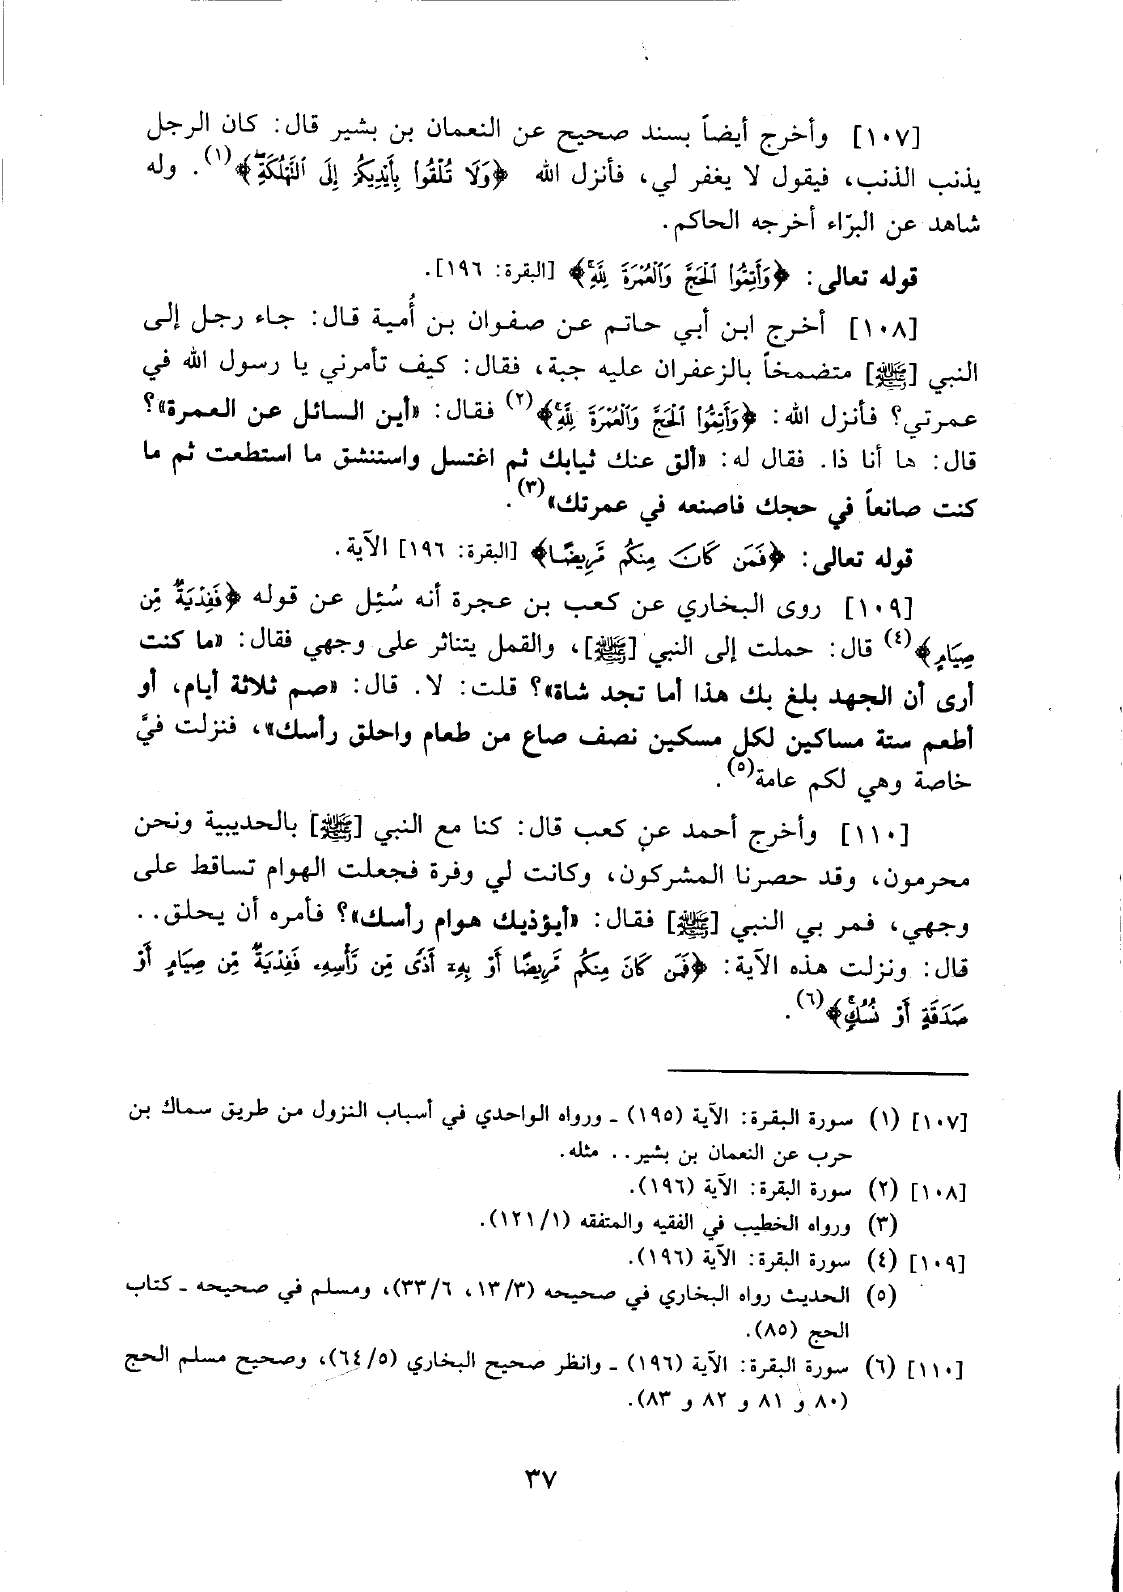 [١٠٧] وأخرج أيضاً بسند صحيح عن النعمان بن بشير قال: كان الرجل
يذنب الذنب، فيقول لا يغفر لي، فأنزل الله ﴿وَلَا تُلْقُوا بِأَيْدِيكُمْ إِلَى التَّهْلُكَةِ﴾(١). وله
شاهد عن البرّاء أخرجه الحاكم.
قوله تعالى: ﴿وَأَتِمُّوا الْحَجَّ وَالْعُمْرَةَ لِلَّهِ﴾ [البقرة: ١٩٦].
[١٠٨] أخرج ابن أبي حاتم عن صفوان بن أُمية قال: جاء رجل إلى
النبي [ﷺ] متضمخاً بالزعفران عليه جبة، فقال: كيف تأمرني يا رسول الله في
عمرتي؟ فأنزل الله: ﴿وَأَتِمُّوا الْحَجَّ وَالْعُمْرَةَ لِلَّهِ﴾(٢) فقال: «أين السائل عن العمرة»؟
قال: ها أنا ذا. فقال له: «ألق عنك ثيابك ثم اغتسل واستنشق ما استطعت ثم ما
كنت صانعاً في حجك فاصنعه في عمرتك»(٣).
قوله تعالى: ﴿فَمَن كَانَ مِنكُم مَّرِيضًا﴾ [البقرة: ١٩٦] الآية.
[١٠٩] روى البخاري عن كعب بن عجرة أنه سُئِل عن قوله ﴿فَفِدْيَةٌ مِّن
صِيَامٍ﴾(٤) قال: حملت إلى النبي [ﷺ]، والقمل يتناثر على وجهي فقال: «ما كنت
أرى أن الجهد بلغ بك هذا أما تجد شاة»؟ قلت: لا. قال: «صم ثلاثة أيام، أو
أطعم ستة مساكين لكل مسكين نصف صاع من طعام واحلق رأسك»، فنزلت فيَّ
خاصة وهي لكم عامة(٥).
[١١٠] وأخرج أحمد عن كعب قال: كنا مع النبي [ﷺ] بالحديبية ونحن
محرمون، وقد حصرنا المشركون، وكانت لي وفرة فجعلت الهوام تساقط على
وجهي، فمر بي النبي [ﷺ] فقال: «أيؤذيك هوام رأسك»؟ فأمره أن يحلق..
قال: ونزلت هذه الآية: ﴿فَمَن كَانَ مِنكُم مَّرِيضًا أَوْ بِهِ أَذًى مِّن رَّأْسِهِ فَفِدْيَةٌ مِّن صِيَامٍ أَوْ
صَدَقَةٍ أَوْ نُسُكٍ﴾(٦).
[١٠٧] (١) سورة البقرة: الآية (١٩٥) ـ ورواه الواحدي في أسباب النزول من طريق سماك بن
حرب عن النعمان بن بشير.. مثله.
[١٠٨] (٢) سورة البقرة: الآية (١٩٦).
(٣) ورواه الخطيب في الفقيه والمتفقه (١٢١/١).
[١٠٩] (٤) سورة البقرة: الآية (١٩٦).
(٥) الحديث رواه البخاري في صحيحه (١٣/٣، ٣٣/٦)، ومسلم في صحيحه ـ كتاب
الحج (٨٥).
[١١٠] (٦) سورة البقرة: الآية (١٩٦) ـ وانظر صحيح البخاري (٦٤/٥)، وصحيح مسلم الحج
(٨٠ و ٨١ و ٨٢ و ٨٣).
٣٧